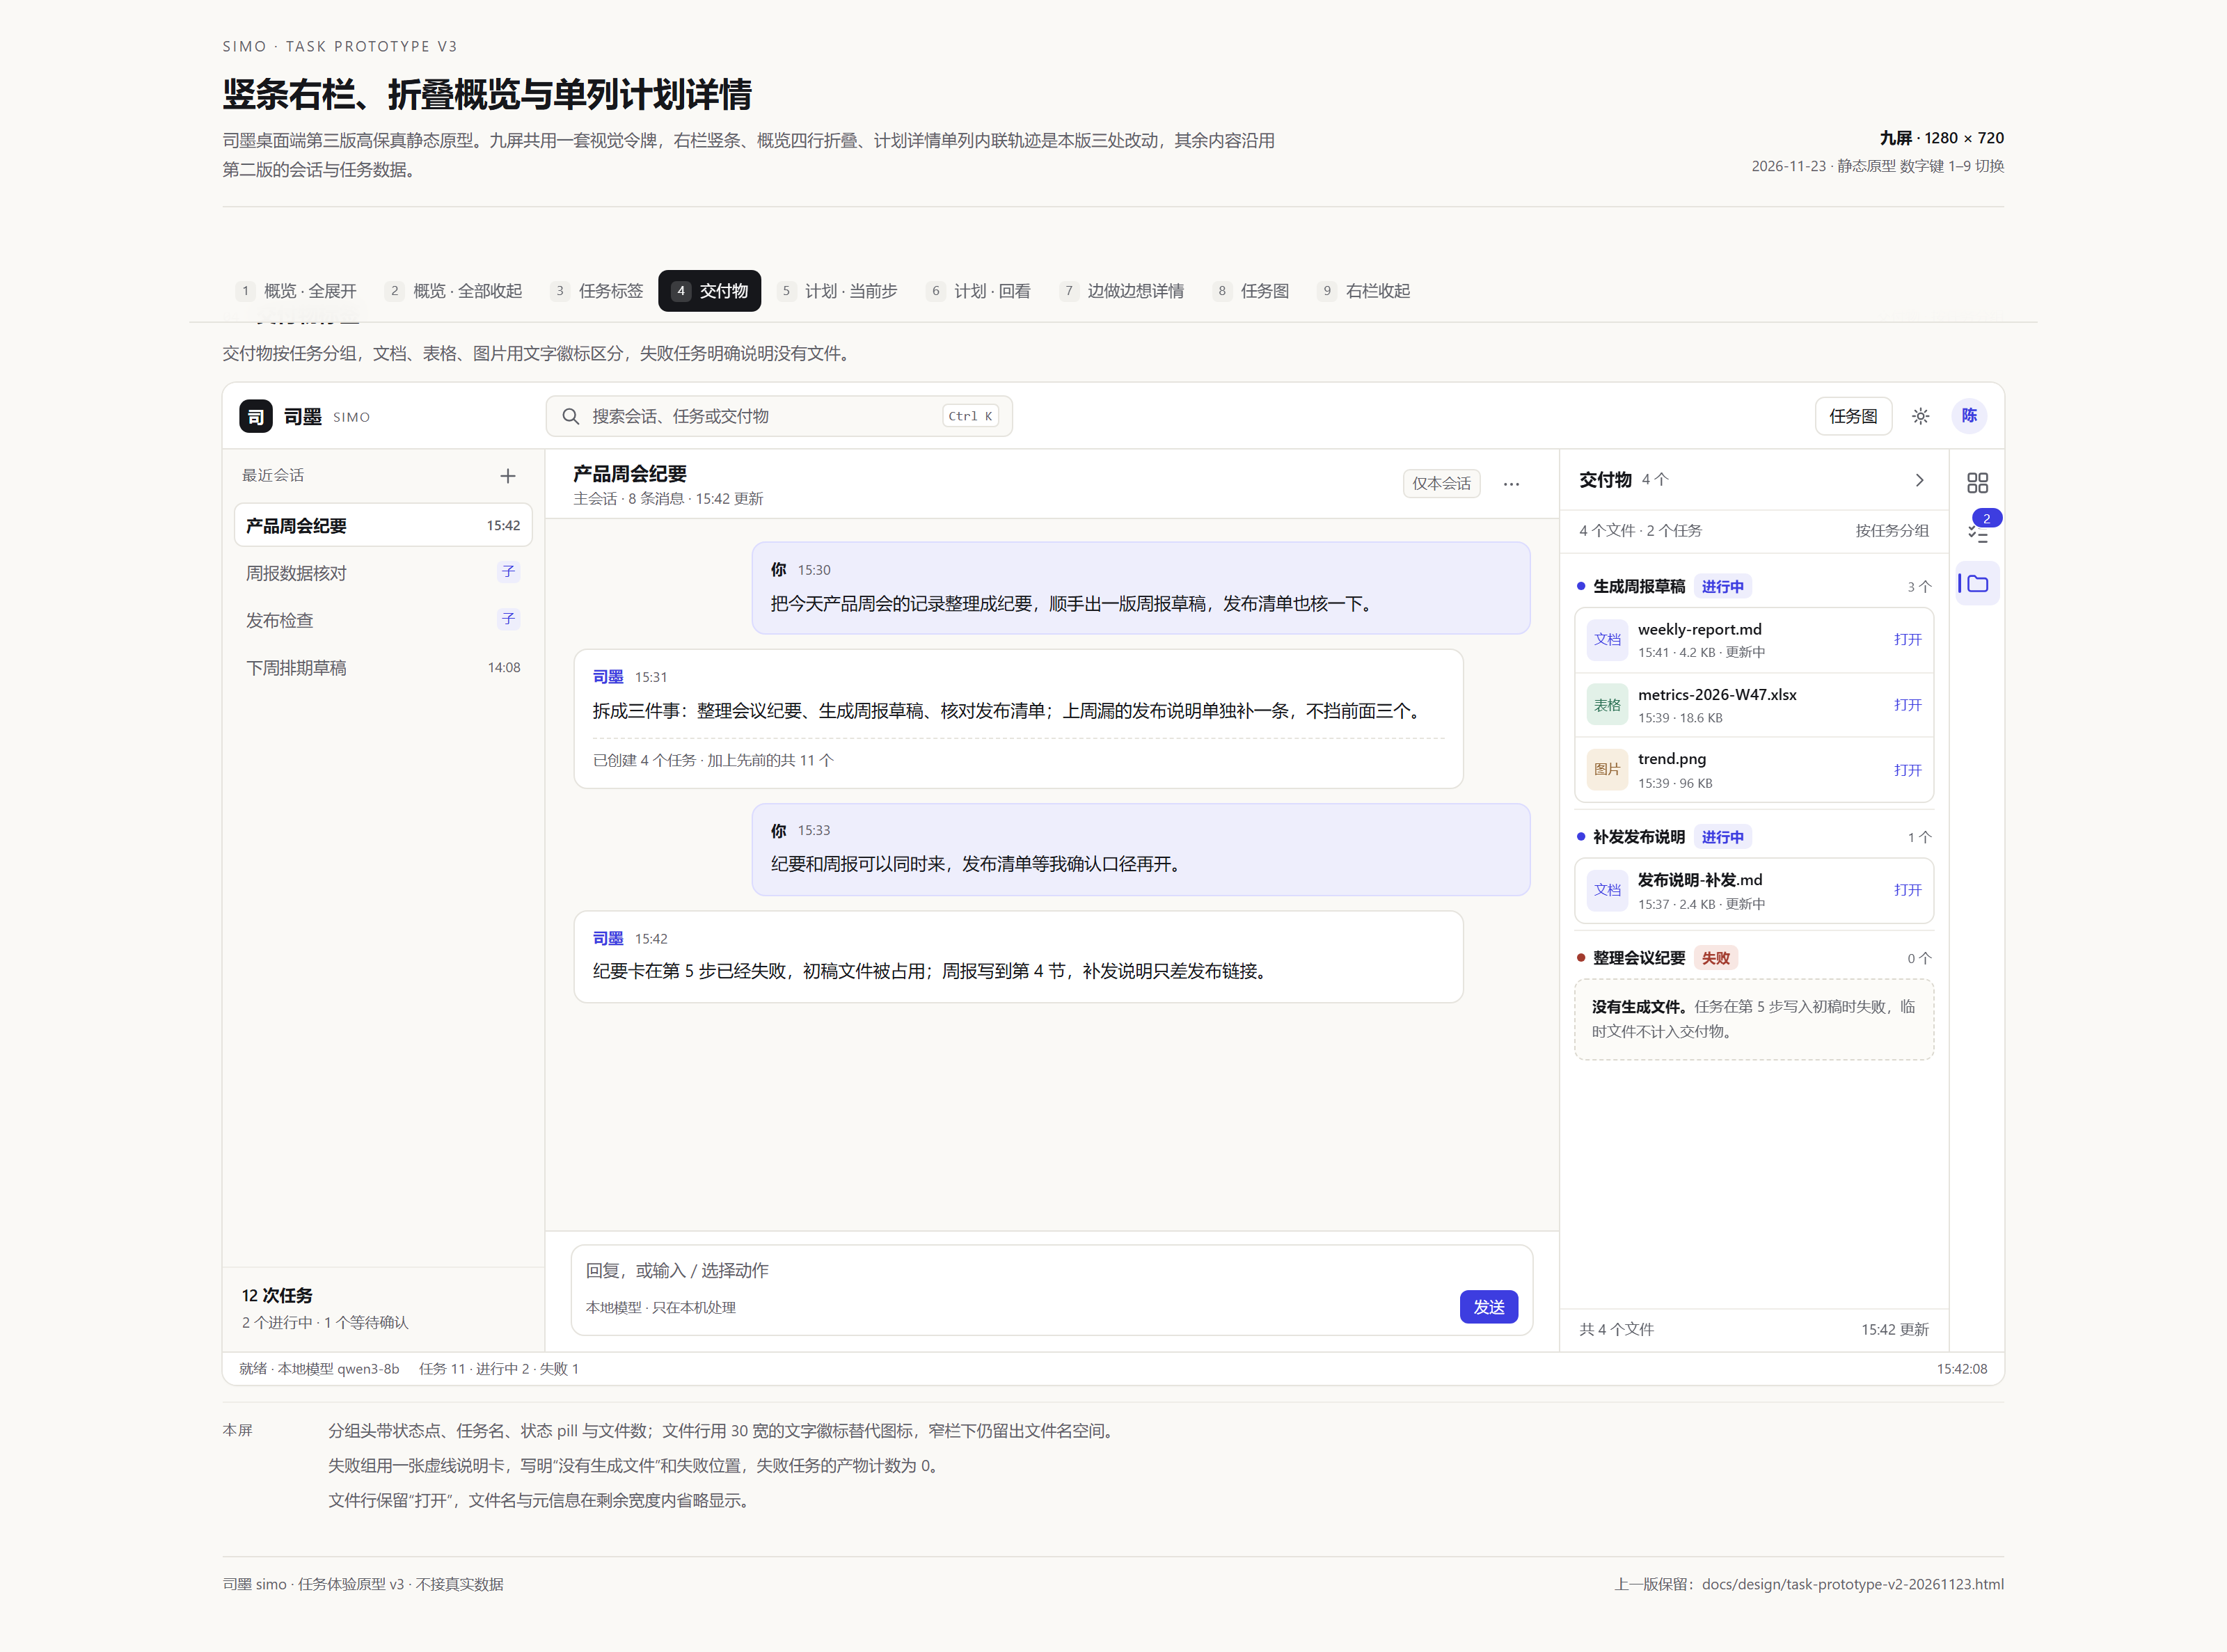 SIMO · TASK PROTOTYPE V3
竖条右栏、折叠概览与单列计划详情
司墨桌面端第三版高保真静态原型。九屏共用一套视觉令牌，右栏竖条、概览四行折叠、计划详情单列内联轨迹是本版三处改动，其余内容沿用
第二版的会话与任务数据。
九屏 · 1280 × 720
2026-11-23 · 静态原型 数字键 1–9 切换
1 概览 · 全展开 2 概览 · 全部收起 3 任务标签 4 交付物 5 计划 · 当前步 6 计划 · 回看 7 边做边想详情 8 任务图 9 右栏收起
交付物按任务分组，文档、表格、图片用文字徽标区分，失败任务明确说明没有文件。
司 司墨 SIMO
搜索会话、任务或交付物 Ctrl K
任务图 陈
最近会话
产品周会纪要 15:42
周报数据核对 子
发布检查 子
下周排期草稿 14:08
12 次任务
2 个进行中 · 1 个等待确认
产品周会纪要
主会话 · 8 条消息 · 15:42 更新
仅本会话
你 15:30
把今天产品周会的记录整理成纪要，顺手出一版周报草稿，发布清单也核一下。
司墨 15:31
拆成三件事：整理会议纪要、生成周报草稿、核对发布清单；上周漏的发布说明单独补一条，不挡前面三个。
已创建 4 个任务 · 加上先前的共 11 个
你 15:33
纪要和周报可以同时来，发布清单等我确认口径再开。
司墨 15:42
纪要卡在第 5 步已经失败，初稿文件被占用；周报写到第 4 节，补发说明只差发布链接。
回复，或输入 / 选择动作
本地模型 · 只在本机处理
发送
交付物 4 个
4 个文件 · 2 个任务 按任务分组
2
生成周报草稿 进行中 3 个
文档 weekly-report.md 打开
15:41 · 4.2 KB · 更新中
表格 metrics-2026-W47.xlsx 打开
15:39 · 18.6 KB
图片 trend.png 打开
15:39 · 96 KB
补发发布说明 进行中 1 个
文档 发布说明-补发.md 打开
15:37 · 2.4 KB · 更新中
整理会议纪要 失败 0 个
没有生成文件。任务在第 5 步写入初稿时失败，临
时文件不计入交付物。
共 4 个文件 15:42 更新
就绪 · 本地模型 qwen3-8b 任务 11 · 进行中 2 · 失败 1 15:42:08
本屏
分组头带状态点、任务名、状态 pill 与文件数；文件行用 30 宽的文字徽标替代图标，窄栏下仍留出文件名空间。
失败组用一张虚线说明卡，写明“没有生成文件”和失败位置，失败任务的产物计数为 0。
文件行保留“打开”，文件名与元信息在剩余宽度内省略显示。
司墨 simo · 任务体验原型 v3 · 不接真实数据
上一版保留：docs/design/task-prototype-v2-20261123.html